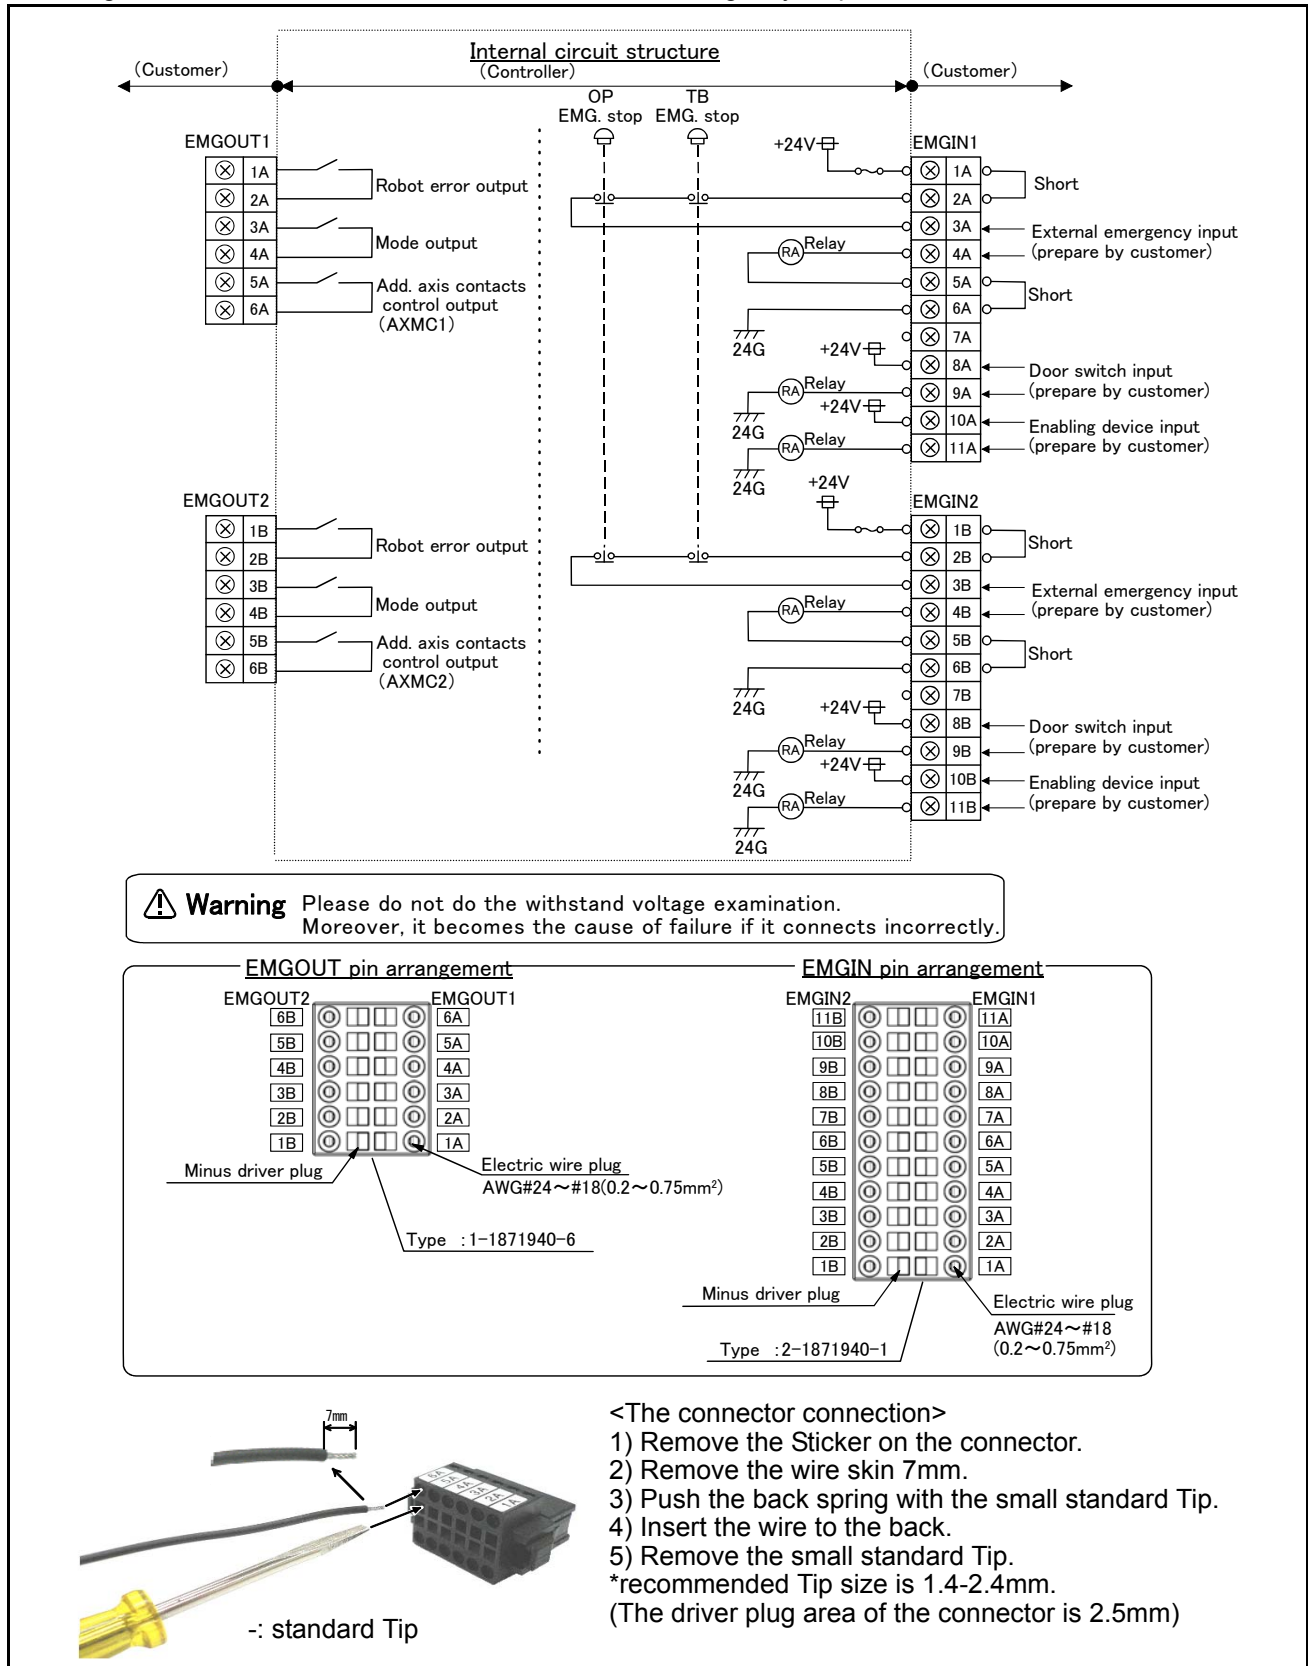 Internal circuit structure
(Customer)
(Controller)
(Customer)
OP
EMG. stop
TB
EMG. stop
EMGOUT1
1A
2A
3A
4A
5A
6A
Robot error output
Mode output
Add. axis contacts
control output
(AXMC1)
+24V
EMGIN1
1A
2A
3A
4A
5A
6A
7A
8A
9A
10A
11A
Short
External emergency input
(prepare by customer)
RA
Relay
Short
24G
+24V
Door switch input
(prepare by customer)
RA
Relay
24G
+24V
Enabling device input
(prepare by customer)
RA
Relay
24G
EMGOUT2
1B
2B
3B
4B
5B
6B
Robot error output
Mode output
Add. axis contacts
control output
(AXMC2)
+24V
EMGIN2
1B
2B
3B
4B
5B
6B
7B
8B
9B
10B
11B
Short
External emergency input
(prepare by customer)
RA
Relay
Short
24G
+24V
Door switch input
(prepare by customer)
RA
Relay
24G
+24V
Enabling device input
(prepare by customer)
RA
Relay
24G
Warning Please do not do the withstand voltage examination.
Moreover, it becomes the cause of failure if it connects incorrectly.
EMGOUT pin arrangement
EMGOUT2
EMGOUT1
6B 6A
5B 5A
4B 4A
3B 3A
2B 2A
1B 1A
Minus driver plug
Electric wire plug
AWG#24～#18(0.2～0.75mm²)
Type :1-1871940-6
EMGIN pin arrangement
EMGIN2
EMGIN1
11B 11A
10B 10A
9B 9A
8B 8A
7B 7A
6B 6A
5B 5A
4B 4A
3B 3A
2B 2A
1B 1A
Minus driver plug
Electric wire plug
AWG#24～#18
(0.2～0.75mm²)
Type :2-1871940-1
7mm
6A
5A
4A
3A
2A
1A
-: standard Tip
<The connector connection>
1) Remove the Sticker on the connector.
2) Remove the wire skin 7mm.
3) Push the back spring with the small standard Tip.
4) Insert the wire to the back.
5) Remove the small standard Tip.
*recommended Tip size is 1.4-2.4mm.
(The driver plug area of the connector is 2.5mm)